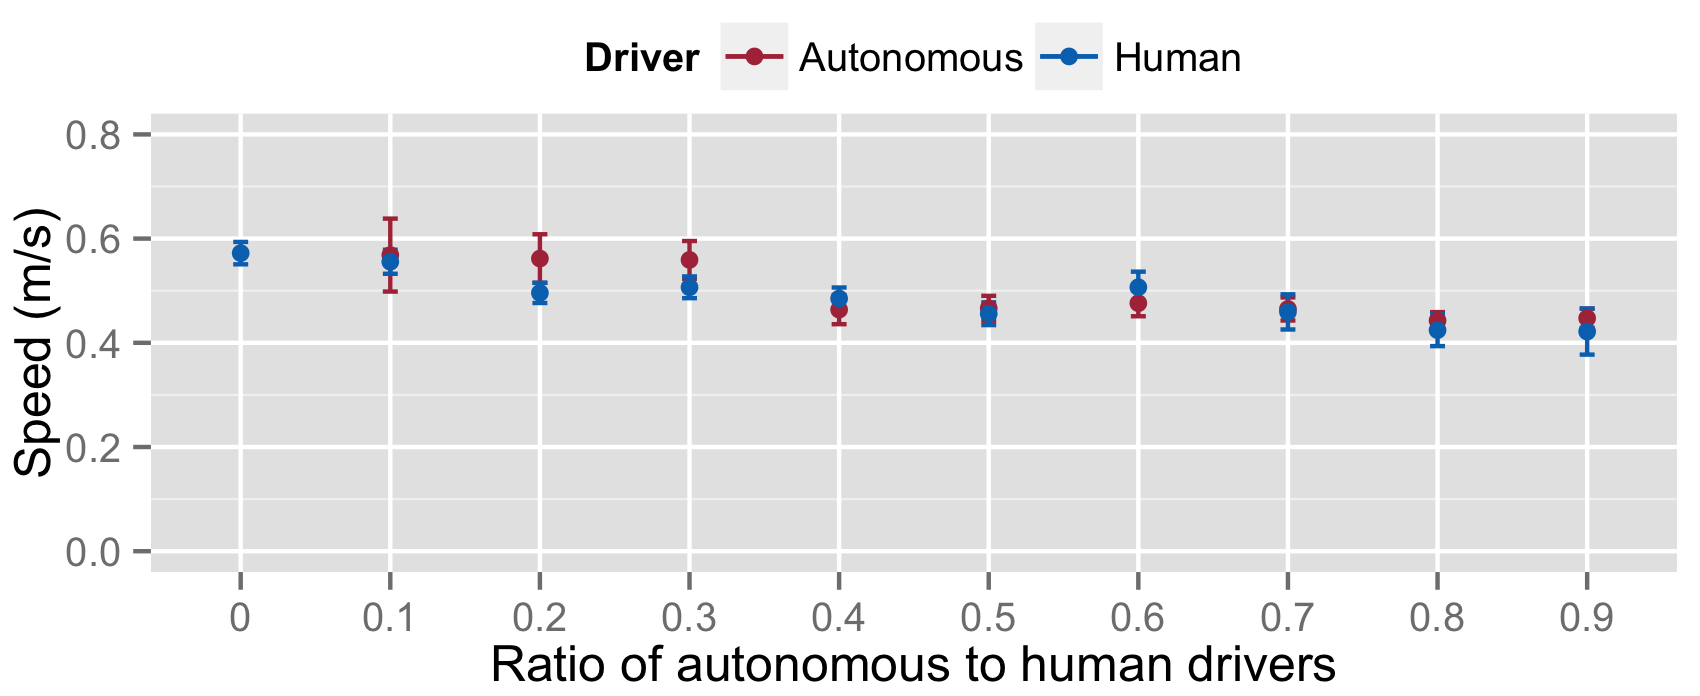 Driver Autonomous Human
0.8
0.6
0.4
0.2
0.0
Speed (m/s)
0 0.1 0.2 0.3 0.4 0.5 0.6 0.7 0.8 0.9
Ratio of autonomous to human drivers